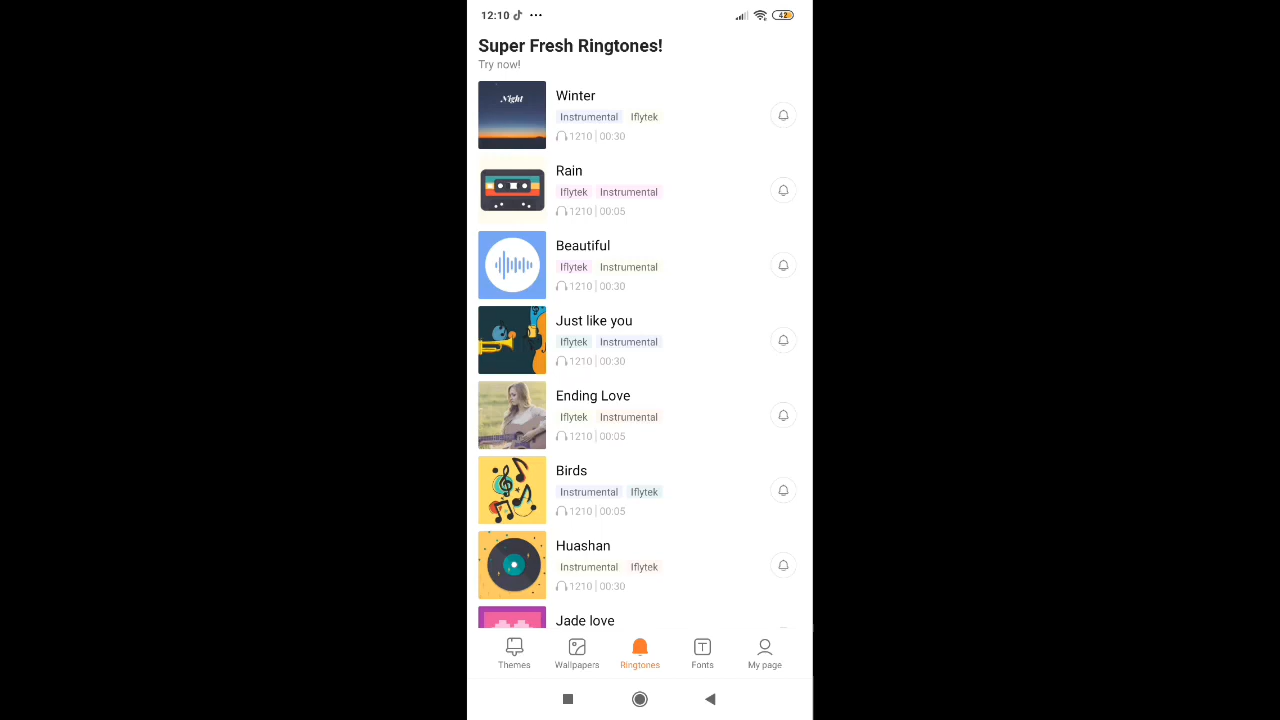 12:10
42
Super Fresh Ringtones!
Try now!
Night
Winter
Instrumental Iflytek
1210 | 00:30
Rain
Iflytek Instrumental
1210 | 00:05
Beautiful
Iflytek Instrumental
1210 | 00:30
Just like you
Iflytek Instrumental
1210 | 00:30
Ending Love
Iflytek Instrumental
1210 | 00:05
Birds
Instrumental Iflytek
1210 | 00:05
Huashan
Instrumental Iflytek
1210 | 00:30
Jade love
Themes Wallpapers Ringtones Fonts My page